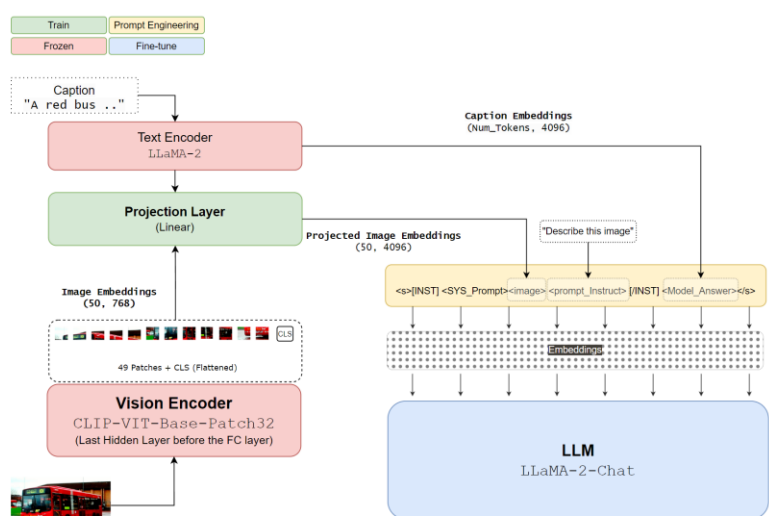 Train
Prompt Engineering
Frozen
Fine-tune
Caption
"A red bus .."
Text Encoder
LLaMA-2
Caption Embeddings
(Num_Tokens, 4096)
Projection Layer
(Linear)
Projected Image Embeddings
(50, 4096)
"Describe this image"
Image Embeddings
(50, 768)
<s>[INST] <SYS_Prompt><image> <prompt_Instruct> [/INST] <Model_Answer></s>
CLS
49 Patches + CLS (Flattened)
Embeddings
Vision Encoder
CLIP-VIT-Base-Patch32
(Last Hidden Layer before the FC layer)
LLM
LLaMA-2-Chat